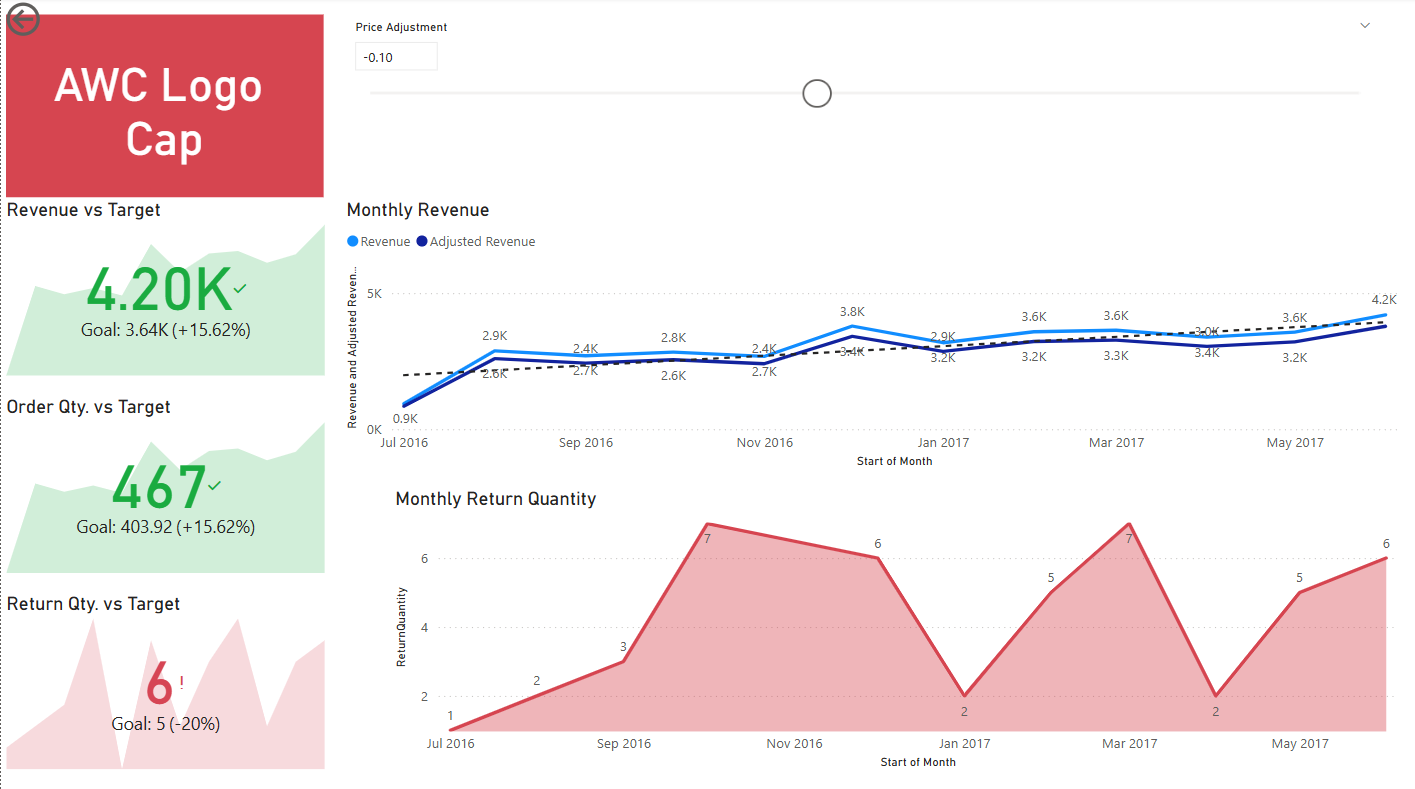 AWC Logo
Cap
Price Adjustment
-0.10
Revenue vs Target
4.20K
Goal: 3.64K (+15.62%)
Order Qty. vs Target
467
Goal: 403.92 (+15.62%)
Return Qty. vs Target
6 !
Goal: 5 (-20%)
Monthly Revenue
Revenue Adjusted Revenue
Revenue and Adjusted Reven...
5K
0K
0.9K
2.9K 2.4K 2.8K 2.4K 3.8K 2.9K 3.6K 3.6K 3.0K 3.6K 4.2K
2.6K 2.7K 2.6K 2.7K 3.4K 3.2K 3.2K 3.3K 3.4K 3.2K
Jul 2016 Sep 2016 Nov 2016 Jan 2017 Mar 2017 May 2017
Start of Month
Monthly Return Quantity
ReturnQuantity
6
4
2
1 2 3 7 6 2 5 7 2 5 6
Jul 2016 Sep 2016 Nov 2016 Jan 2017 Mar 2017 May 2017
Start of Month